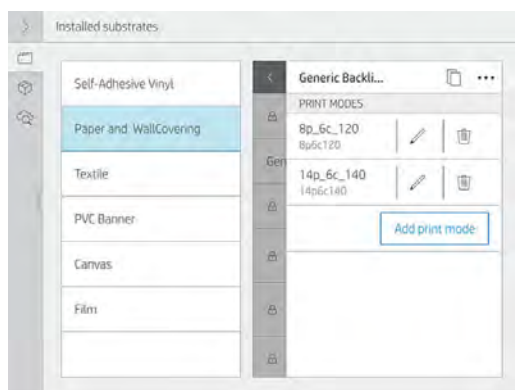 Installed substrates
Self-Adhesive Vinyl
Paper and WallCovering
Textile
PVC Banner
Canvas
Film
Gen
Generic Backli...
PRINT MODES
8p_6c_120
8p6c120
14p_6c_140
14p6c140
Add print mode